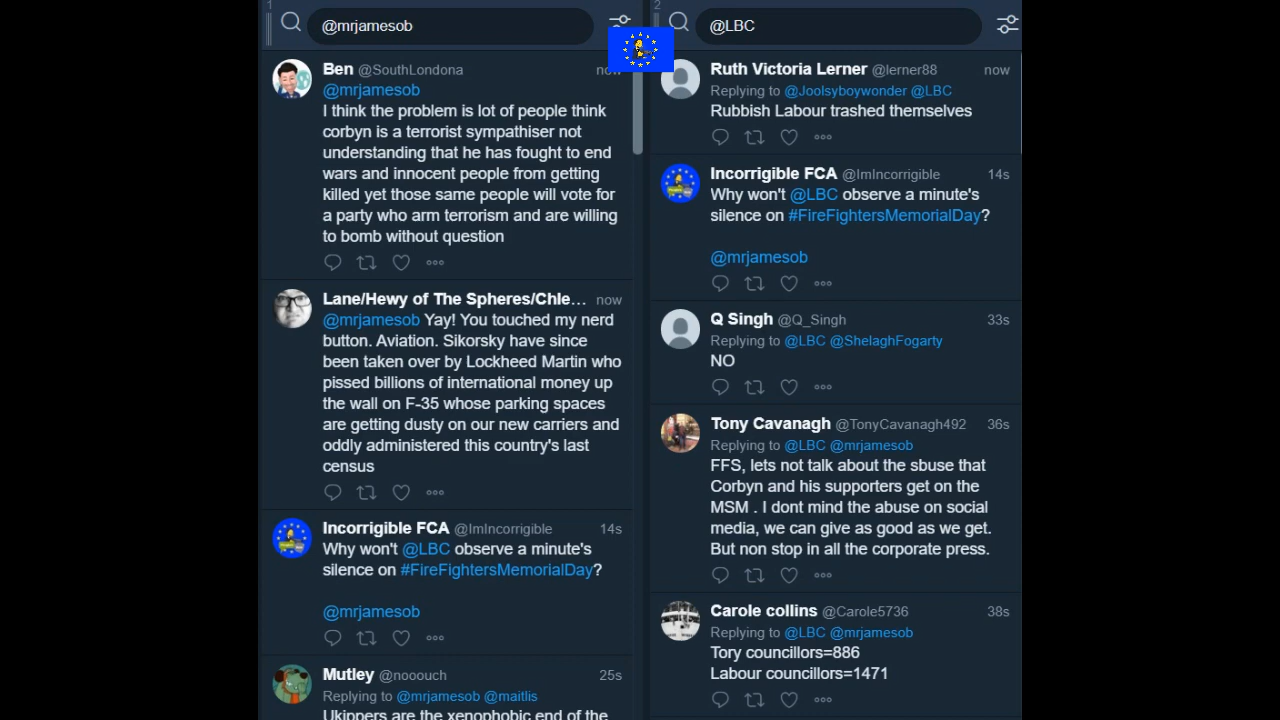 1
@mrjamesob
Ben @SouthLondona now
@mrjamesob
I think the problem is lot of people think
corbyn is a terrorist sympathiser not
understanding that he has fought to end
wars and innocent people from getting
killed yet those same people will vote for
a party who arm terrorism and are willing
to bomb without question
Lane/Hewy of The Spheres/Chle... now
@mrjamesob Yay! You touched my nerd
button. Aviation. Sikorsky have since
been taken over by Lockheed Martin who
pissed billions of international money up
the wall on F-35 whose parking spaces
are getting dusty on our new carriers and
oddly administered this country's last
census
Incorrigible FCA @ImIncorrigible 14s
Why won't @LBC observe a minute's
silence on #FireFightersMemorialDay?
@mrjamesob
Mutley @nooouch 25s
Replying to @mrjamesob @maitlis
Ukippers are the xenophobic end of the
2
@LBC
Ruth Victoria Lerner @lerner88 now
Replying to @Joolsyboywonder @LBC
Rubbish Labour trashed themselves
Incorrigible FCA @ImIncorrigible 14s
Why won't @LBC observe a minute's
silence on #FireFightersMemorialDay?
@mrjamesob
Q Singh @Q_Singh 33s
Replying to @LBC @ShelaghFogarty
NO
Tony Cavanagh @TonyCavanagh492 36s
Replying to @LBC @mrjamesob
FFS, lets not talk about the sbuse that
Corbyn and his supporters get on the
MSM . I dont mind the abuse on social
media, we can give as good as we get.
But non stop in all the corporate press.
Carole collins @Carole5736 38s
Replying to @LBC @mrjamesob
Tory councillors=886
Labour councillors=1471